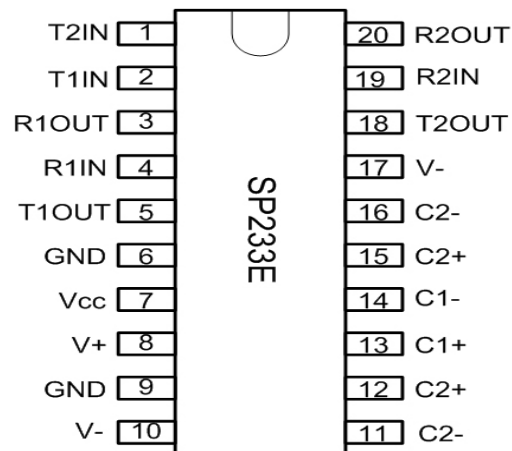 T2IN 1 20 R2OUT
T1IN 2 19 R2IN
R1OUT 3 18 T2OUT
R1IN 4 17 V-
T1OUT 5 16 C2-
GND 6 15 C2+
Vcc 7 14 C1-
V+ 8 13 C1+
GND 9 12 C2+
V- 10 11 C2-
SP233E